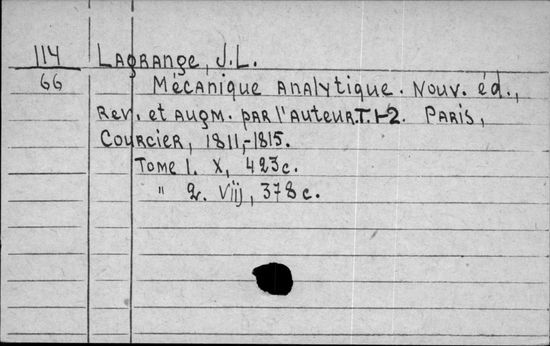 114 Lagrange, J.L.
66 Mécanique analytique. Nouv. éd.,
rev. et augm. par l'auteur. T.1-2. Paris,
Courcier, 1811,-1815.
Tome 1. X, 423c.
" 2. Viij, 378c.